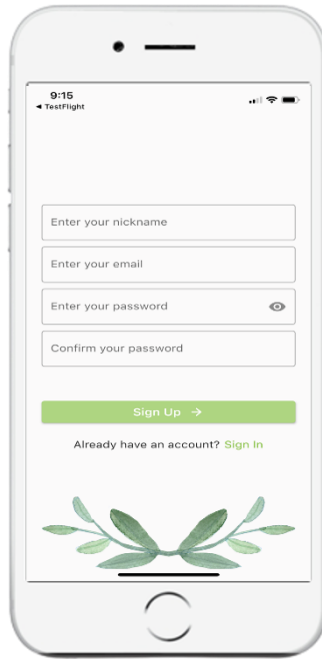 9:15
◀ TestFlight
Enter your nickname
Enter your email
Enter your password
Confirm your password
Sign Up →
Already have an account? Sign In